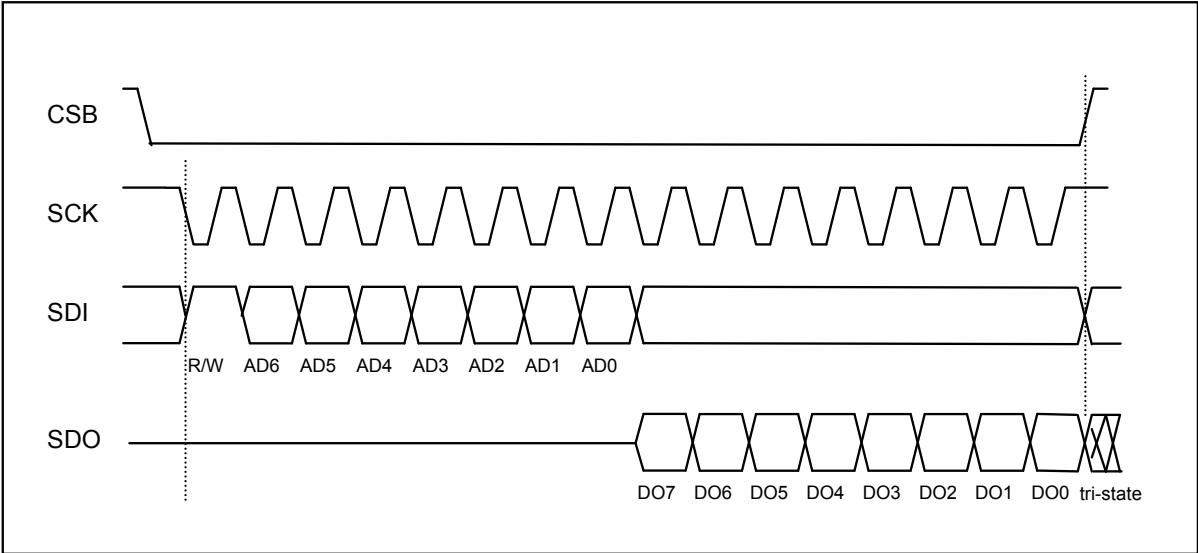 CSB
SCK
SDI
R/W AD6 AD5 AD4 AD3 AD2 AD1 AD0
SDO
DO7 DO6 DO5 DO4 DO3 DO2 DO1 DO0 tri-state